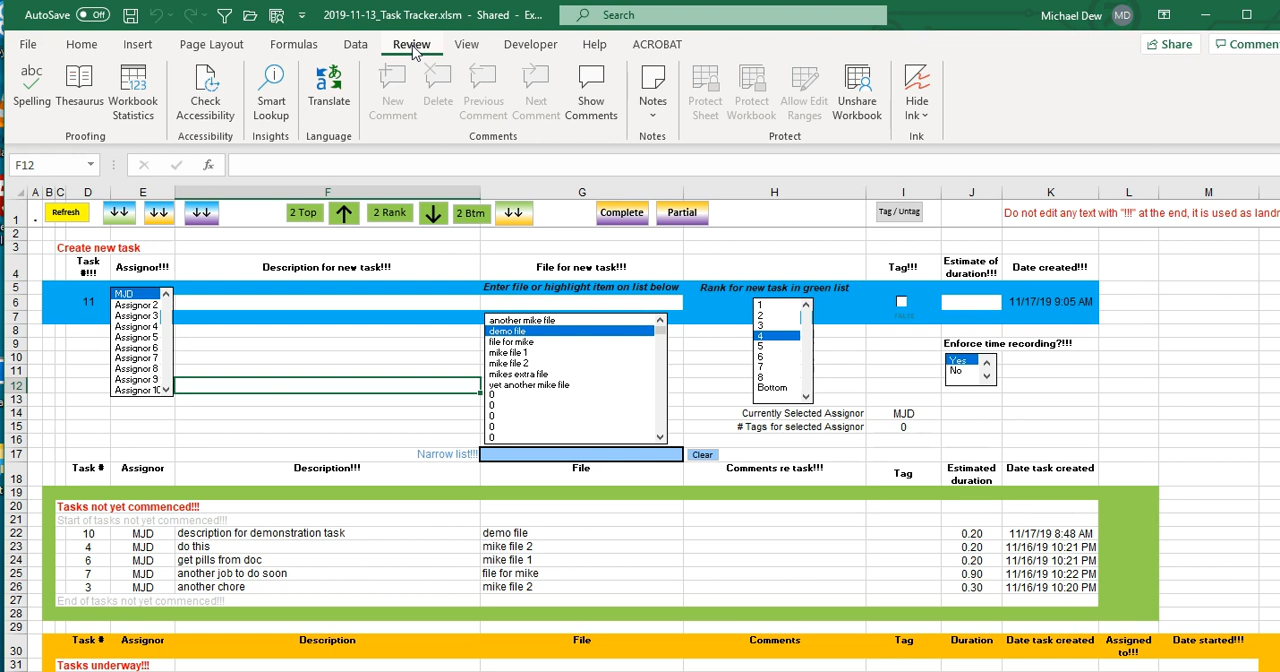 AutoSave Off 2019-11-13_Task Tracker.xlsm - Shared - Ex... Search Michael Dew MD
File Home Insert Page Layout Formulas Data Review View Developer Help ACROBAT Share Commen
abc 123
Spelling Thesaurus Workbook Statistics Check Accessibility Smart Lookup Translate New Comment Delete Previous Comment Next Comment Show Comments Notes Protect Sheet Protect Workbook Allow Edit Ranges Unshare Workbook Hide Ink
Proofing Accessibility Insights Language Comments Notes Protect Ink
F12 fx
A B C D E F G H I J K L M
1 . Refresh 2 Top 2 Rank 2 Btm Complete Partial Tag / Untag Do not edit any text with "!!!" at the end, it is used as landr
2
3 Create new task
4 Task #!!! Assignor!!! Description for new task!!! File for new task!!! Tag!!! Estimate of duration!!! Date created!!!
5 MJD Enter file or highlight item on list below Rank for new task in green list
6 11 Assignor 2 1 11/17/19 9:05 AM
7 Assignor 3 another mike file 2 FALSE
8 Assignor 4 demo file 3
9 Assignor 5 file for mike 4 Enforce time recording?!!!
10 Assignor 6 mike file 1 5 Yes
11 Assignor 7 mike file 2 6 No
12 Assignor 8 mikes extra file 7
13 Assignor 9 yet another mike file 8
Assignor 10 0 Bottom
14 0 Currently Selected Assignor MJD
15 0 # Tags for selected Assignor 0
16 0
0
17 Narrow list!!! Clear
18 Task # Assignor Description!!! File Comments re task!!! Tag Estimated duration Date task created
19
20 Tasks not yet commenced!!!
21 Start of tasks not yet commenced!!!
22 10 MJD description for demonstration task demo file 0.20 11/17/19 8:48 AM
23 4 MJD do this mike file 2 0.20 11/16/19 10:21 PM
24 6 MJD get pills from doc mike file 1 0.20 11/16/19 10:21 PM
25 7 MJD another job to do soon file for mike 0.90 11/16/19 10:22 PM
26 3 MJD another chore mike file 2 0.30 11/16/19 10:20 PM
27 End of tasks not yet commenced!!!
28
29
30 Task # Assignor Description File Comments Tag Duration Date task created Assigned to!!! Date started!!!
31 Tasks underway!!!